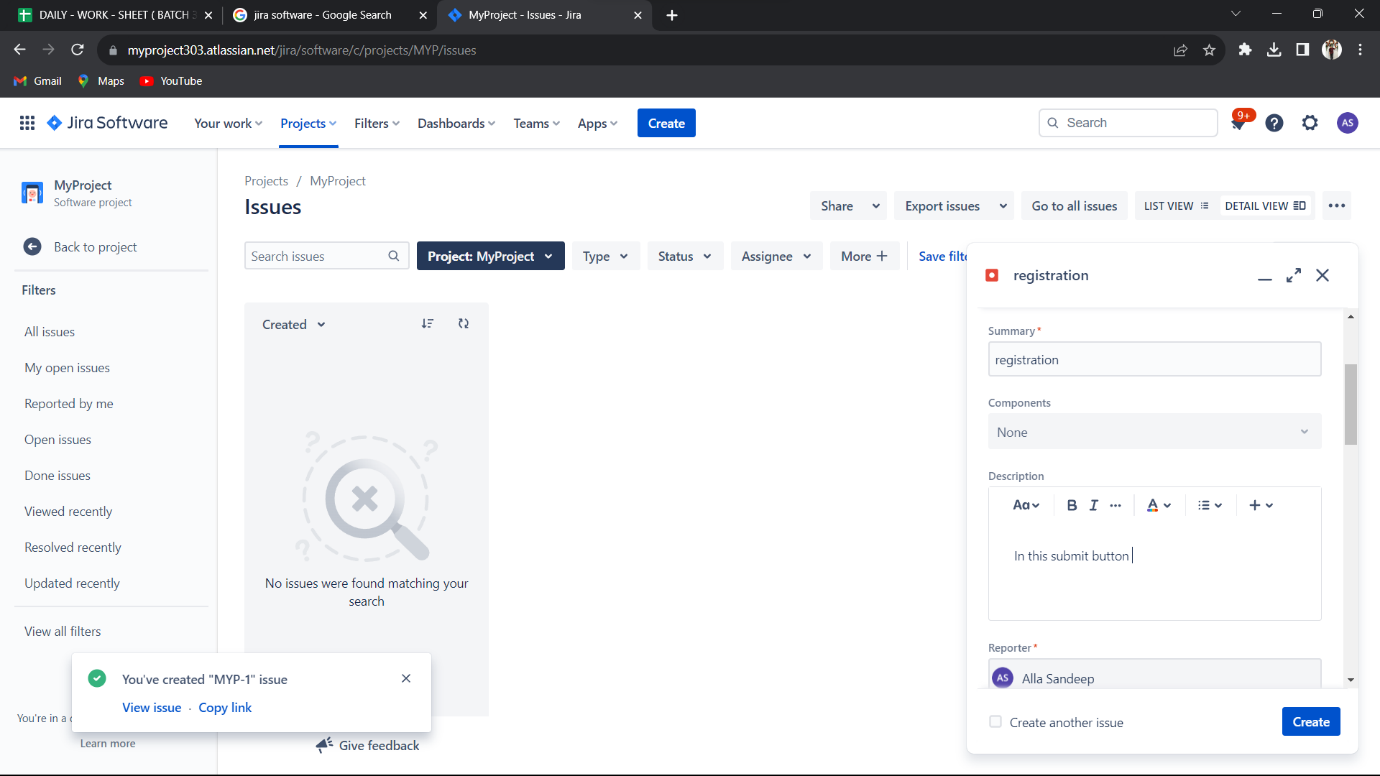 DAILY - WORK - SHEET ( BATCH 3
jira software - Google Search
MyProject - Issues - Jira
myproject303.atlassian.net/jira/software/c/projects/MYP/issues
Gmail Maps YouTube
Jira Software Your work Projects Filters Dashboards Teams Apps Create Search 9+ AS
MyProject
Software project
Back to project
Filters
All issues
My open issues
Reported by me
Open issues
Done issues
Viewed recently
Resolved recently
Updated recently
View all filters
You're in a
Learn more
Projects / MyProject
Issues
Share Export issues Go to all issues LIST VIEW DETAIL VIEW
Search issues Project: MyProject Type Status Assignee More + Save filte
Created
No issues were found matching your
search
Give feedback
You've created "MYP-1" issue
View issue · Copy link
registration
Summary*
registration
Components
None
Description
Aa B I A
In this submit button
Reporter*
AS Alla Sandeep
Create another issue Create